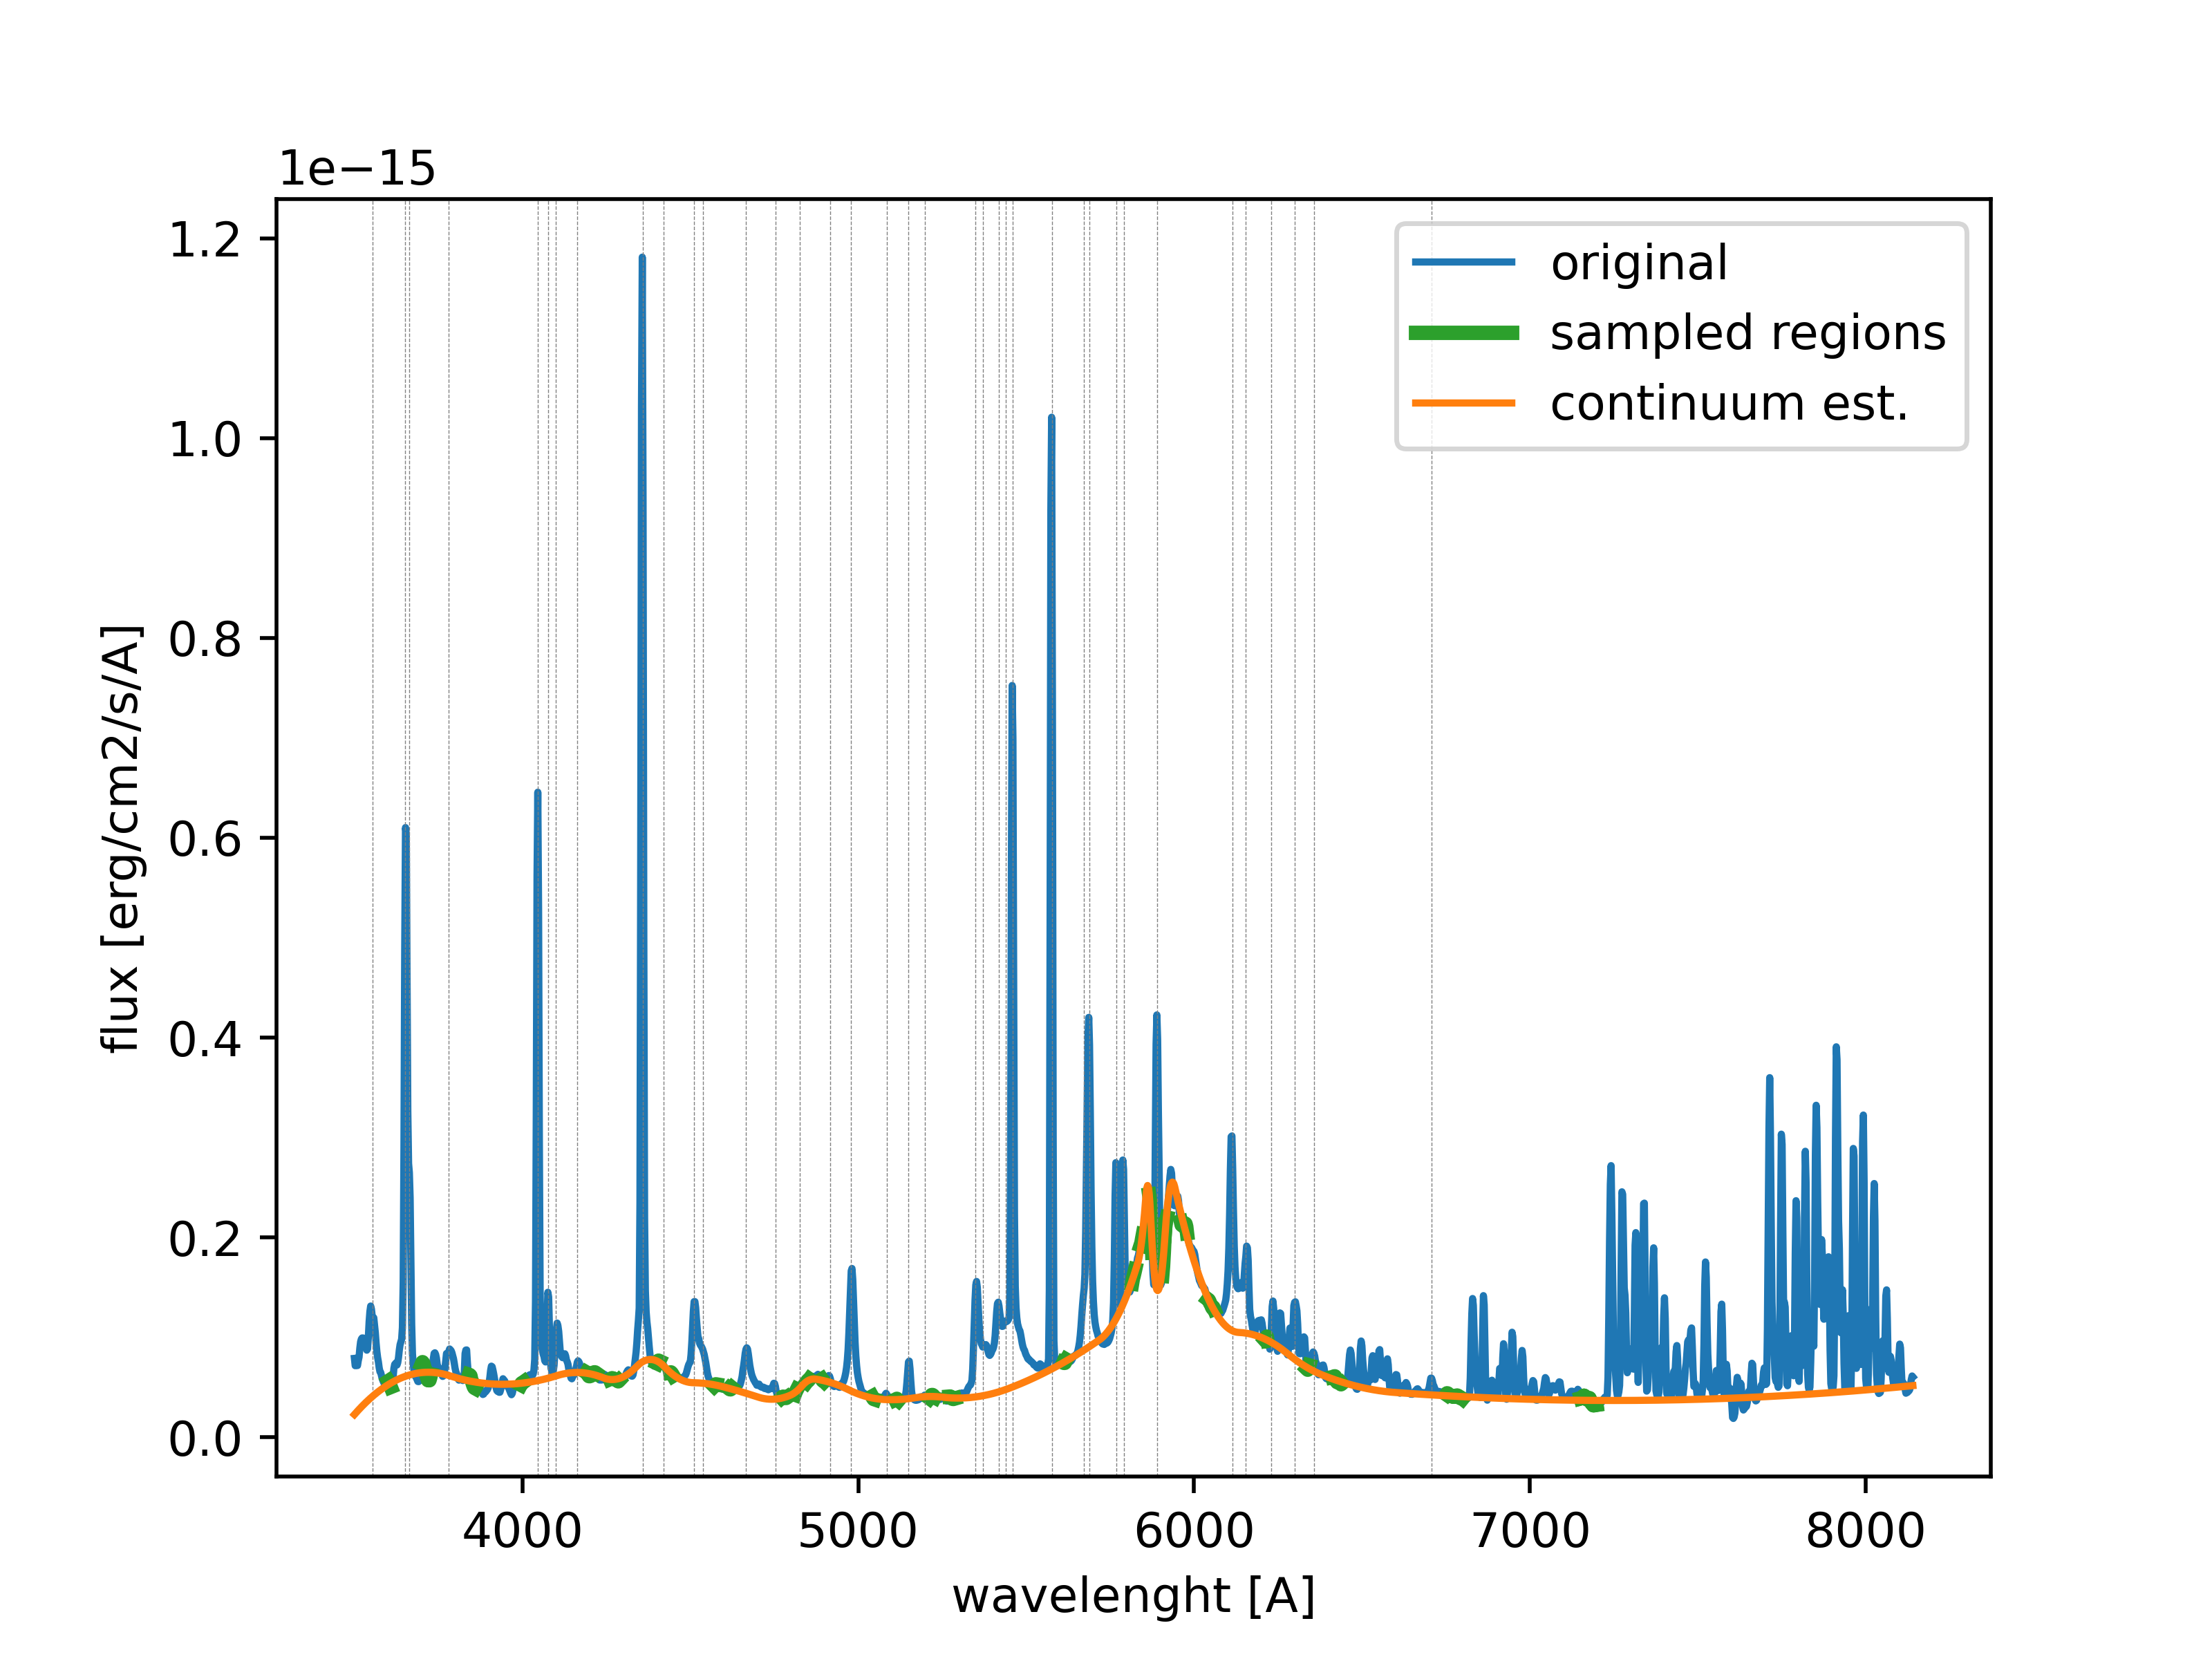 1e−15
1.2
1.0
0.8
0.6
0.4
0.2
0.0
flux [erg/cm2/s/A]
original
sampled regions
continuum est.
4000 5000 6000 7000 8000
wavelenght [A]